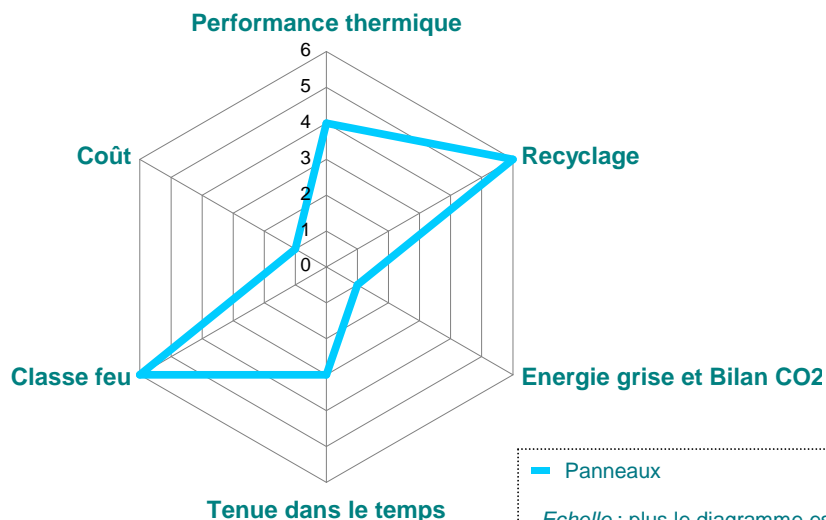 Performance thermique
6
5
Coût
4
3
Recyclage
2
1
0
Classe feu
Energie grise et Bilan CO2
Tenue dans le temps
Panneaux
Echelle : plus le diagramme